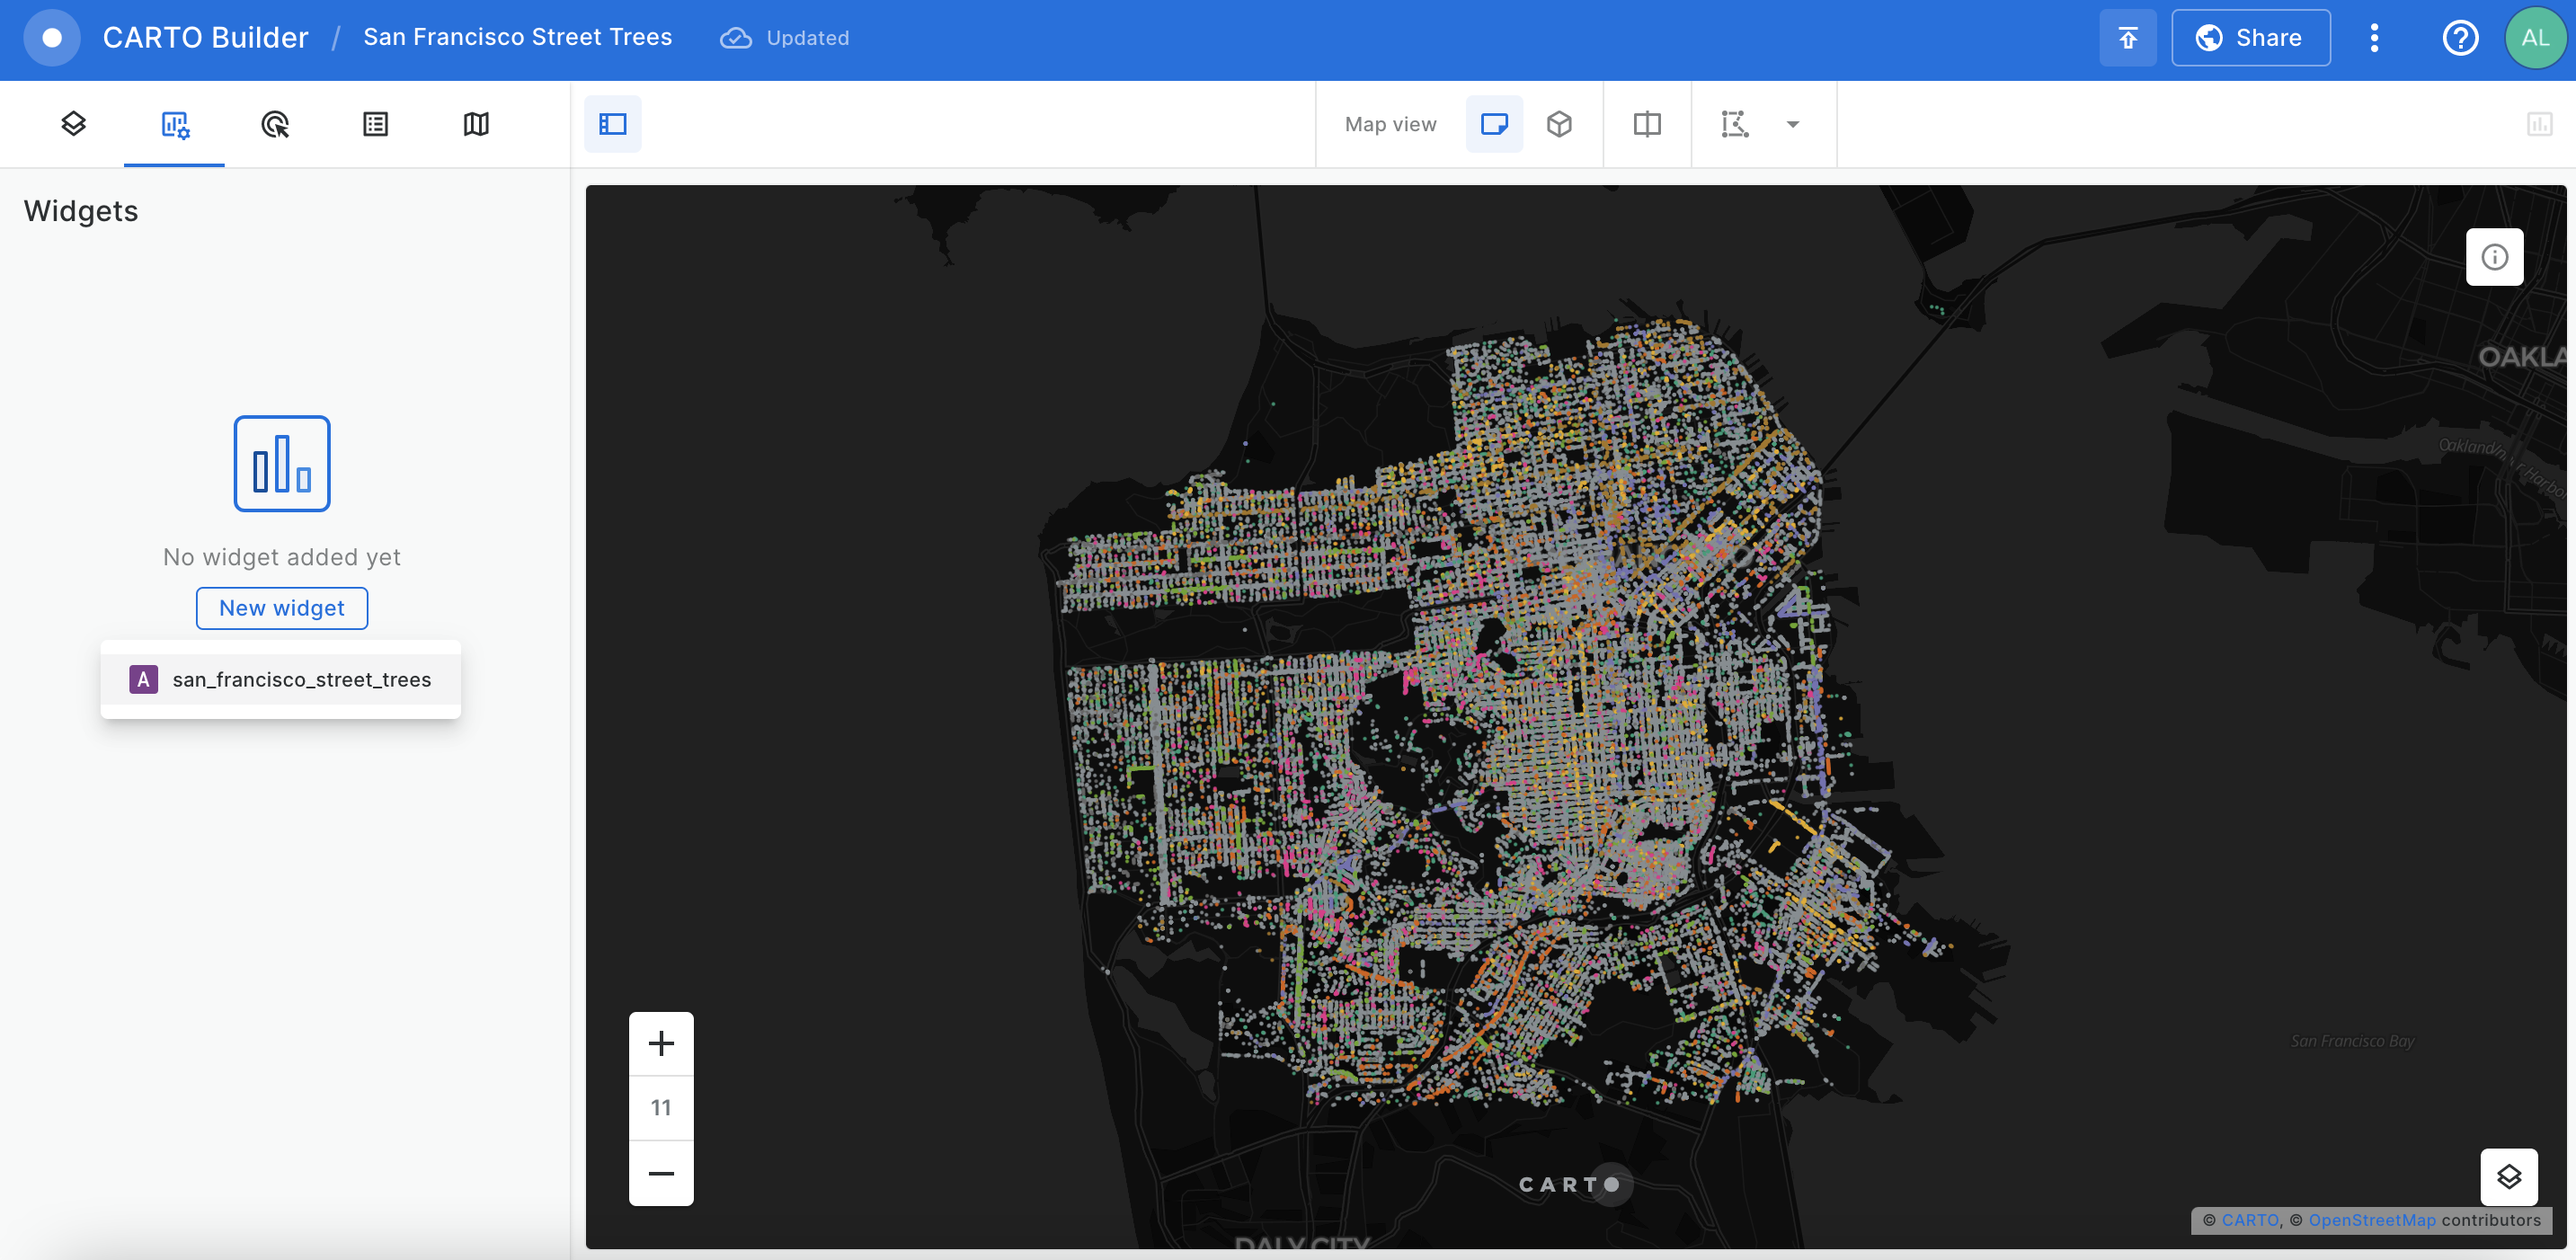 CARTO Builder / San Francisco Street Trees Updated Share AL
Map view
Widgets
No widget added yet
New widget
A san_francisco_street_trees
OAKLA
San Francisco Bay
11
CARTO
© CARTO, © OpenStreetMap contributors
DALY CITY